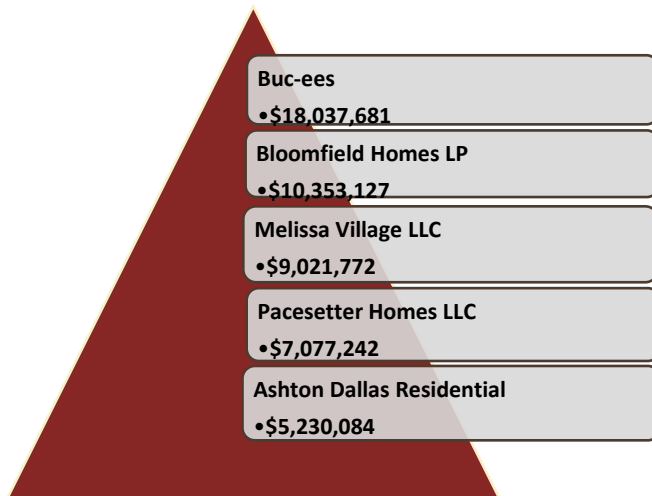 Buc-ees
•$18,037,681
Bloomfield Homes LP
•$10,353,127
Melissa Village LLC
•$9,021,772
Pacesetter Homes LLC
•$7,077,242
Ashton Dallas Residential
•$5,230,084